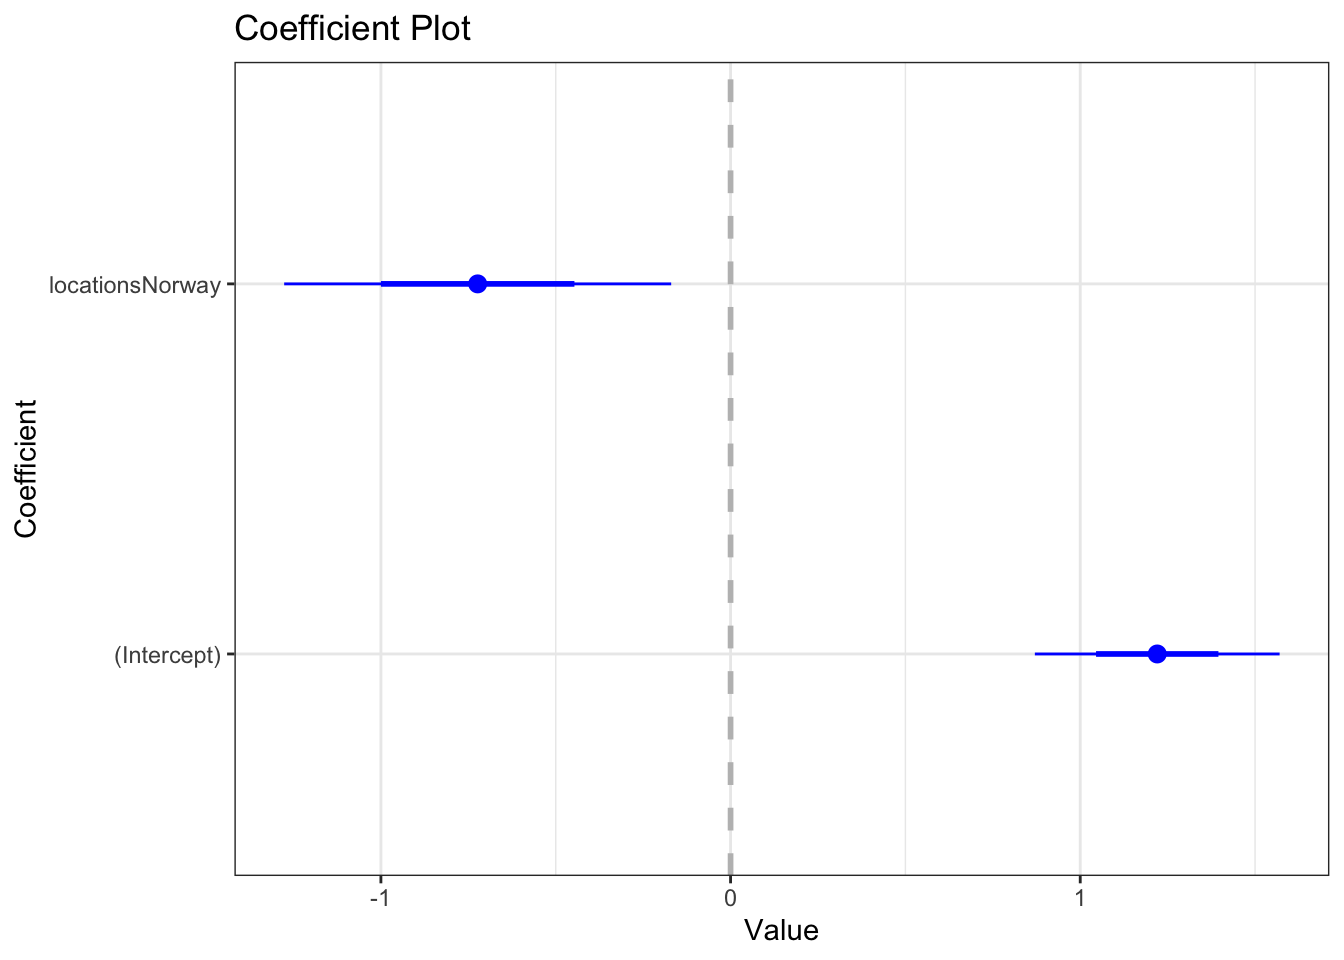 Coefficient Plot
locationsNorway
(Intercept)
Coefficient
-1
0
1
Value